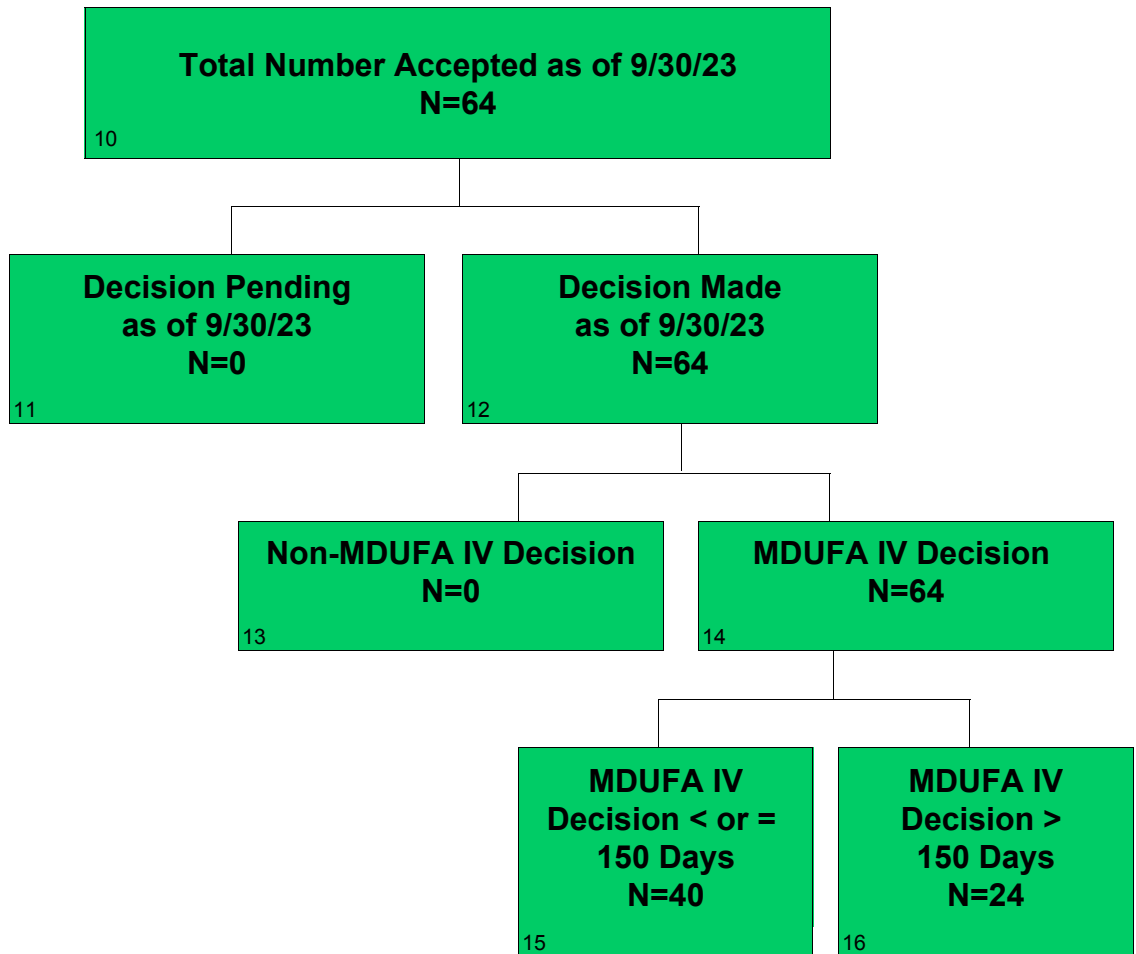 Total Number Accepted as of 9/30/23
N=64
10
Decision Pending
as of 9/30/23
N=0
11
Decision Made
as of 9/30/23
N=64
12
Non-MDUFA IV Decision
N=0
13
MDUFA IV Decision
N=64
14
MDUFA IV
Decision < or =
150 Days
N=40
15
MDUFA IV
Decision >
150 Days
N=24
16